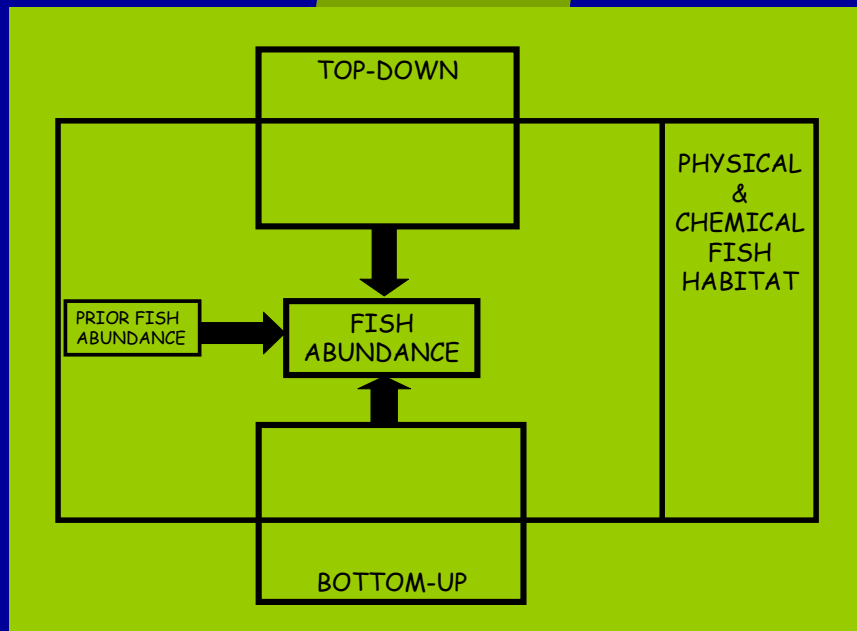 TOP-DOWN
PHYSICAL
&
CHEMICAL
FISH
HABITAT
PRIOR FISH
ABUNDANCE
FISH
ABUNDANCE
BOTTOM-UP